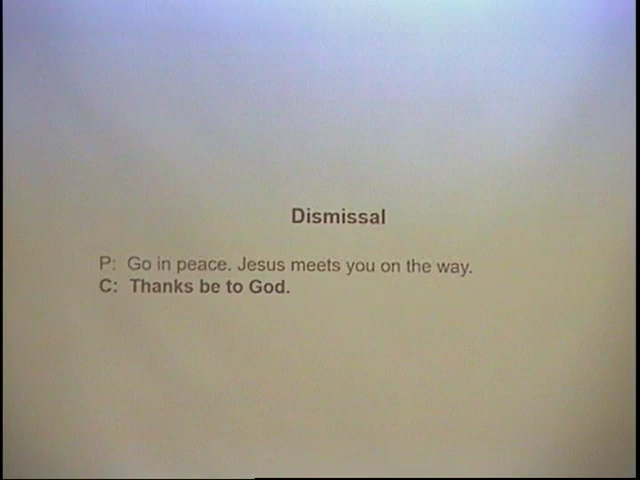 Dismissal
P: Go in peace. Jesus meets you on the way.
C: Thanks be to God.